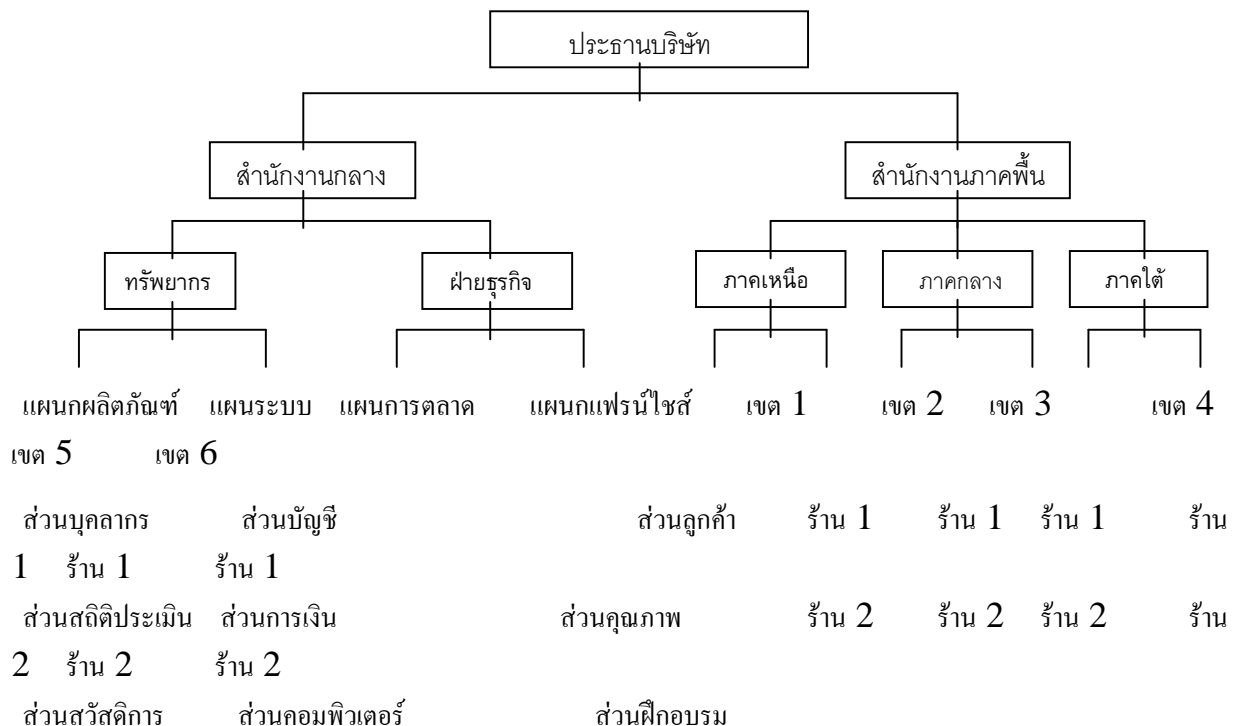 ประธานบริษัท
สำนักงานกลาง สำนักงานภาคพื้น
ทรัพยากร ฝ่ายธุรกิจ ภาคเหนือ ภาคกลาง ภาคใต้
แผนกผลิตภัณฑ์ แผนระบบ แผนการตลาด แผนกแฟรน์ไชส์ เขต 1 เขต 2 เขต 3 เขต 4
เขต 5 เขต 6
ส่วนบุคลากร ส่วนบัญชี ส่วนลูกค้า ร้าน 1 ร้าน 1 ร้าน 1 ร้าน
1 ร้าน 1 ร้าน 1
ส่วนสถิติประเมิน ส่วนการเงิน ส่วนคุณภาพ ร้าน 2 ร้าน 2 ร้าน 2 ร้าน
2 ร้าน 2 ร้าน 2
ส่วนสวัสดิการ ส่วนคอมพิวเตอร์ ส่วนฝึกอบรม